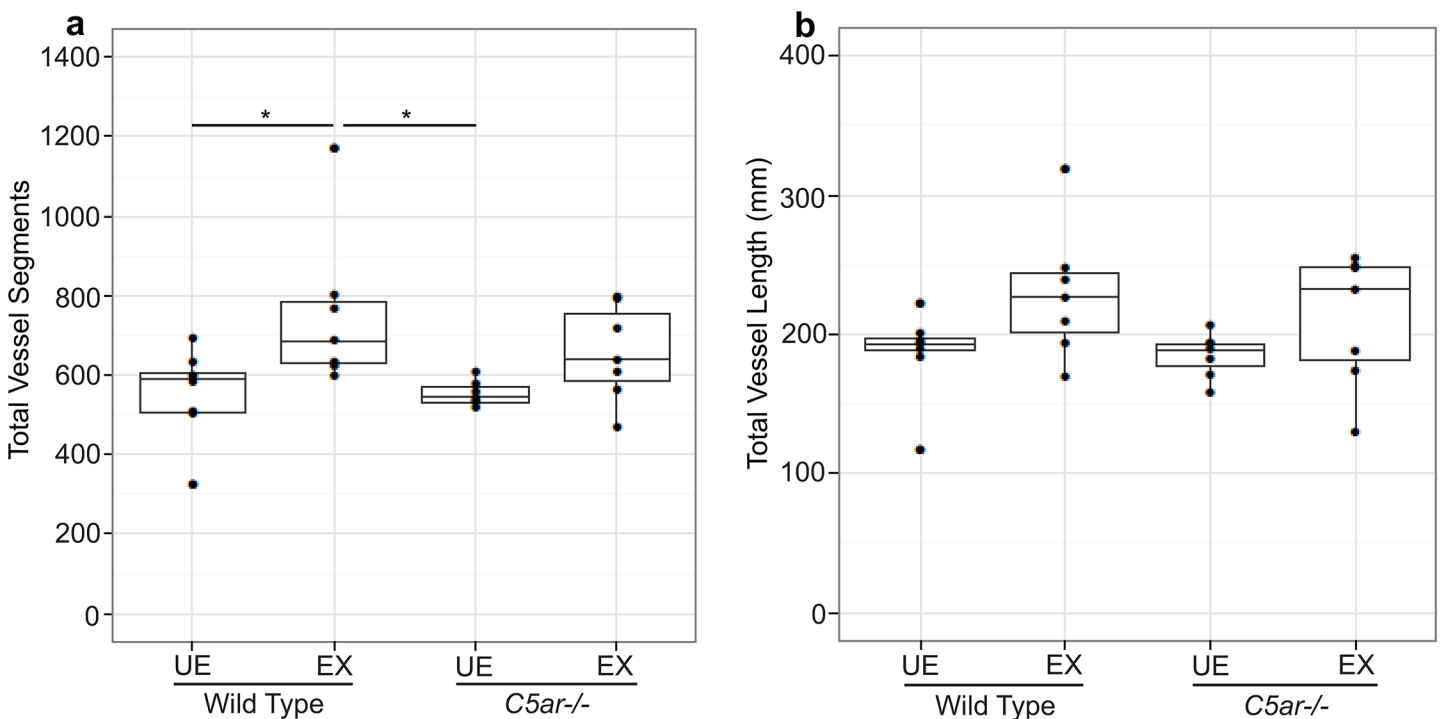 a
Total Vessel Segments
1400
1200
1000
800
600
400
200
0
*
*
UE
EX
UE
EX
Wild Type
C5ar-/-
b
Total Vessel Length (mm)
400
300
200
100
0
UE
EX
UE
EX
Wild Type
C5ar-/-